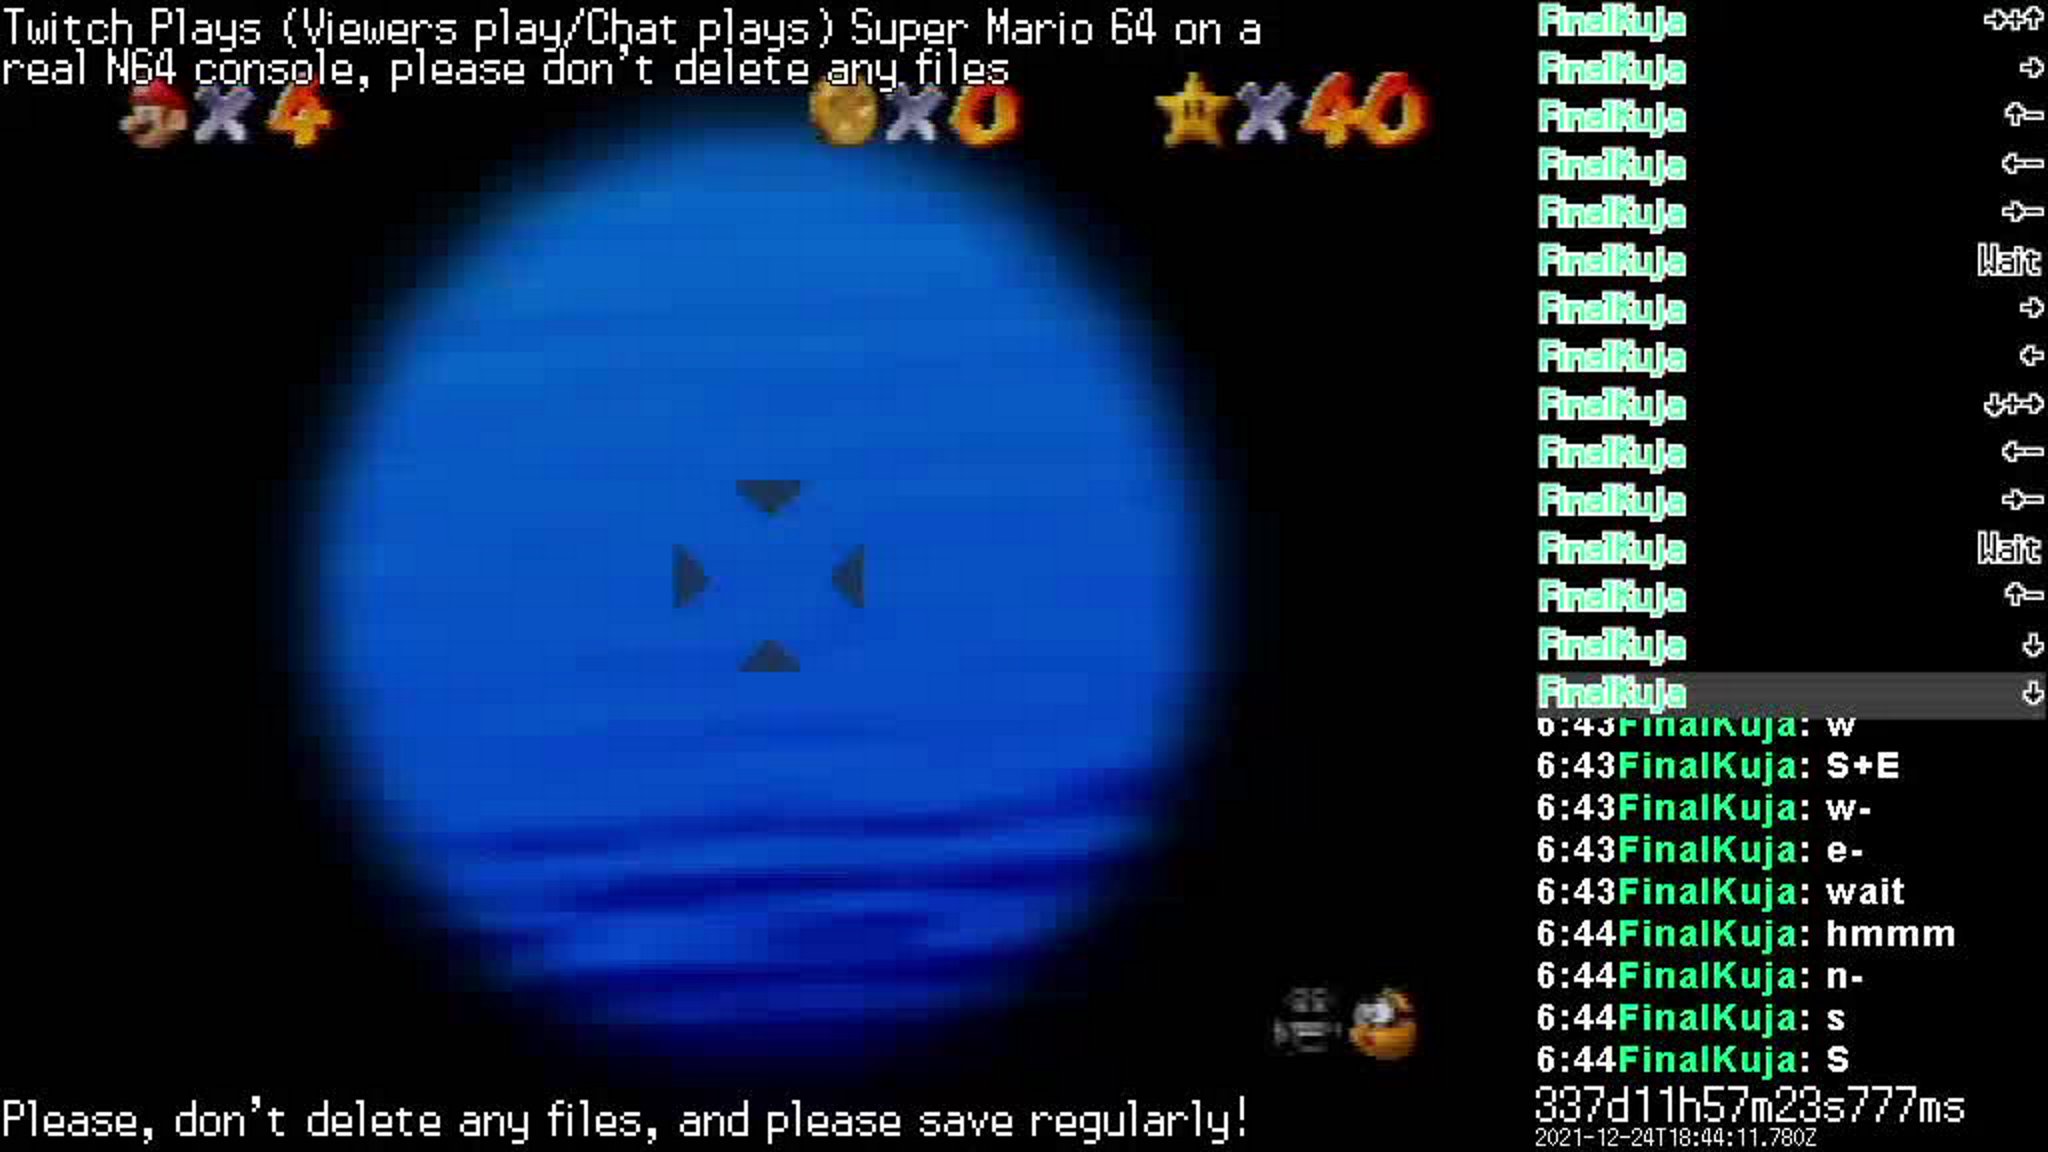 Twitch Plays (Viewers play/Chat plays) Super Mario 64 on a
real N64 console, please don't delete any files
x 4
x 0
x 40
FinalKuja →+↑
FinalKuja →
FinalKuja ↑-
FinalKuja ←-
FinalKuja →-
FinalKuja Wait
FinalKuja →
FinalKuja ←
FinalKuja ↓+→
FinalKuja ←-
FinalKuja →-
FinalKuja Wait
FinalKuja ↑-
FinalKuja ↓
FinalKuja ↓
6:43FinalKuja: w
6:43FinalKuja: S+E
6:43FinalKuja: w-
6:43FinalKuja: e-
6:43FinalKuja: wait
6:44FinalKuja: hmmm
6:44FinalKuja: n-
6:44FinalKuja: s
6:44FinalKuja: S
Please, don't delete any files, and please save regularly!
337d11h57m23s777ms
2021-12-24T18:44:11.780Z